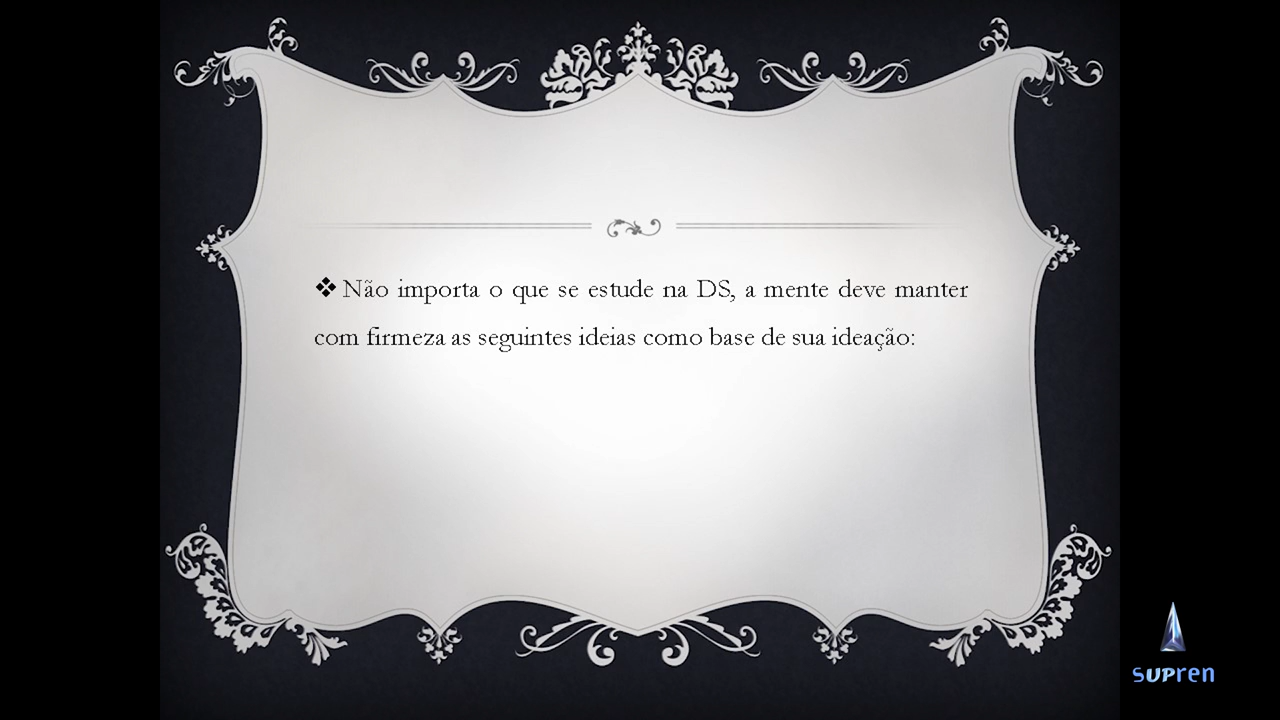 ❖ Não importa o que se estude na DS, a mente deve manter
com firmeza as seguintes ideias como base de sua ideação:
supren